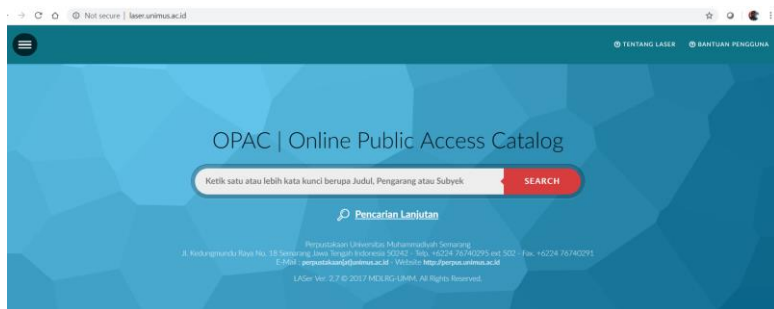 Not secure | laser.unimus.ac.id
TENTANG LASER BANTUAN PENGGUNA
OPAC | Online Public Access Catalog
Ketik satu atau lebih kata kunci berupa Judul, Pengarang atau Subyek SEARCH
Pencarian Lanjutan
Perpustakaan Universitas Muhammadiyah Semarang
Jl. Kedungmundu Raya No. 18 Semarang Jawa Tengah Indonesia 50242 - Telp. +6224 76740295 ext 502 - Fax. +6224 76740291
E-Mail : perpustakaan[at]unimus.ac.id - Website http://perpus.unimus.ac.id
LASer Ver. 2,7 © 2017 MDLRG-UMM, All Rights Reserved.